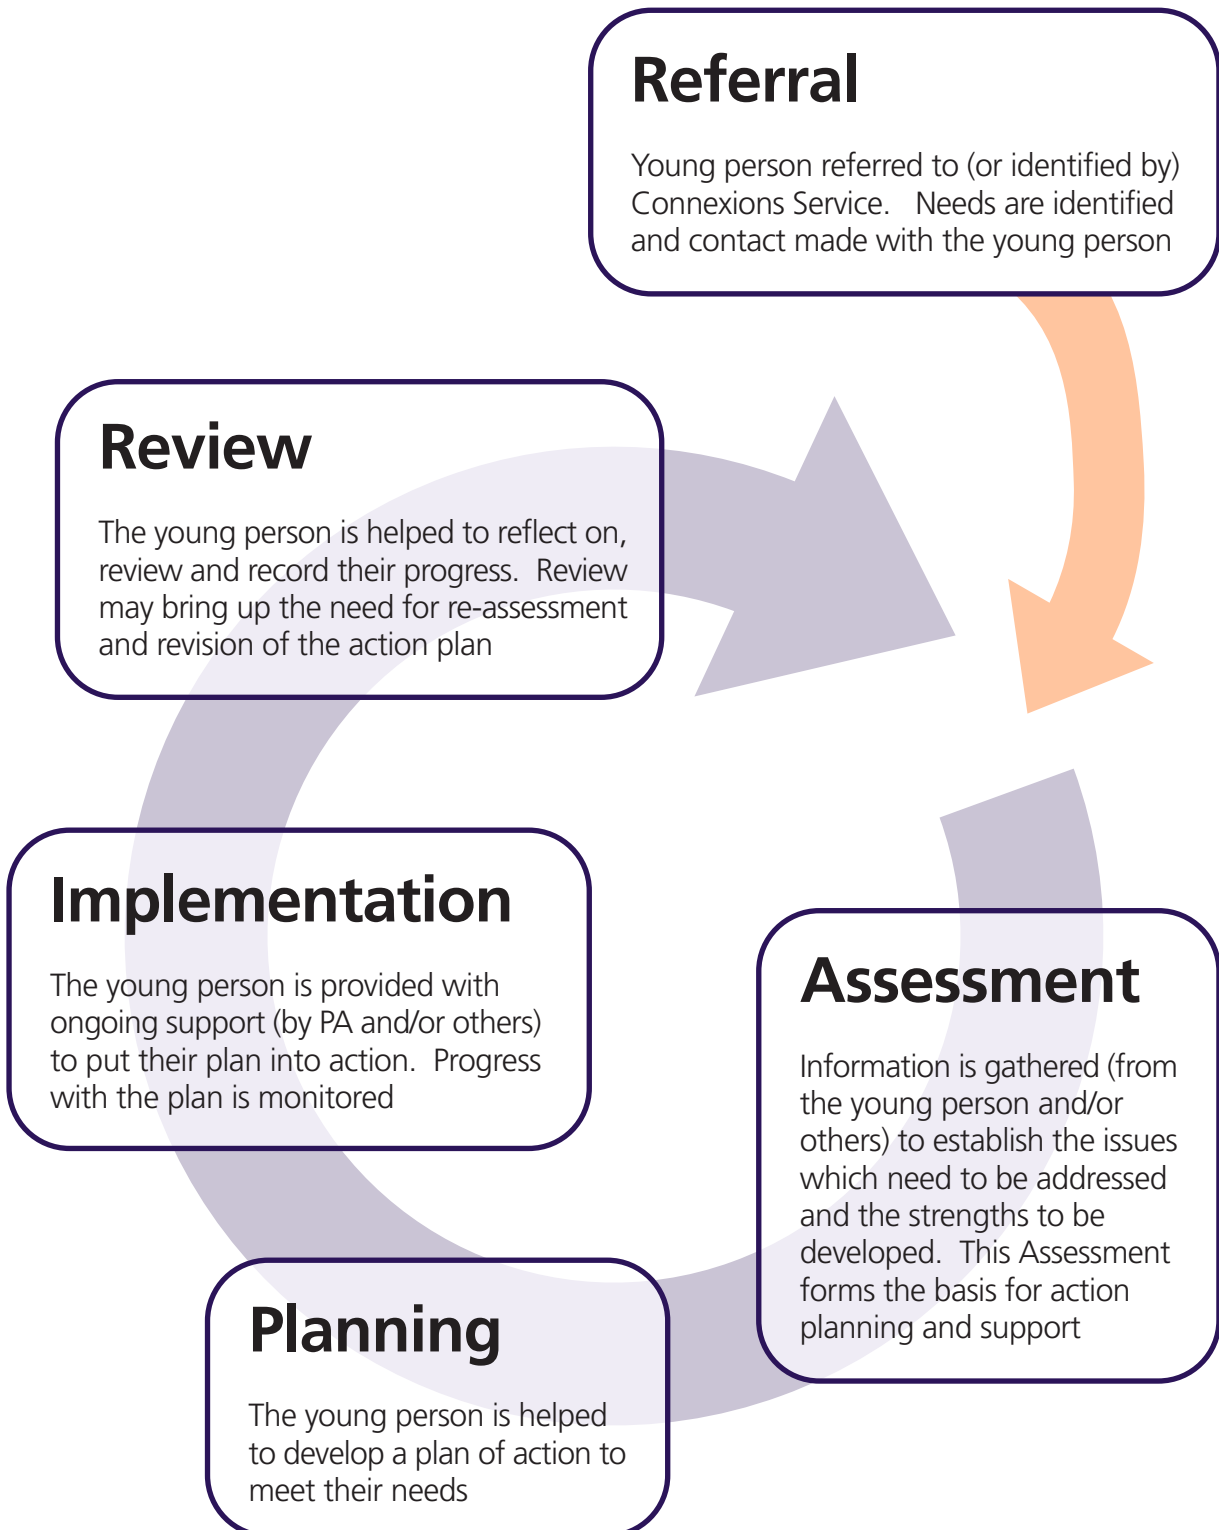 Referral
Young person referred to (or identified by)
Connexions Service.   Needs are identified
and contact made with the young person
Review
The young person is helped to reflect on,
review and record their progress.  Review
may bring up the need for re-assessment
and revision of the action plan
Implementation
The young person is provided with
ongoing support (by PA and/or others)
to put their plan into action.  Progress
with the plan is monitored
Assessment
Information is gathered (from
the young person and/or
others) to establish the issues
which need to be addressed
and the strengths to be
developed.  This Assessment
forms the basis for action
planning and support
Planning
The young person is helped
to develop a plan of action to
meet their needs